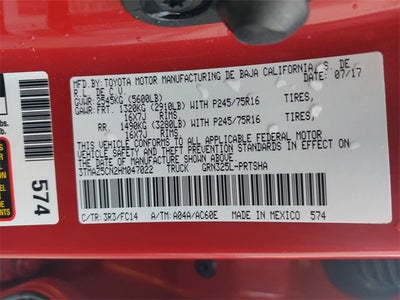 MFD. BY: TOYOTA MOTOR MANUFACTURING DE BAJA CALIFORNIA, S. DE
R.L. DE C.V. DATE: 07/17
GVWR: 2545KG (5600LB)
GAWR: FRT. 1320KG (2910LB) WITH P245/75R16 TIRES,
16X7J RIMS
RR. 1490KG (3280LB) WITH P245/75R16 TIRES,
16X7J RIMS
THIS VEHICLE CONFORMS TO ALL APPLICABLE FEDERAL MOTOR
VEHICLE SAFETY AND THEFT PREVENTION STANDARDS IN EFFECT ON
THE DATE OF MANUFACTURE SHOWN ABOVE.
3TMAZ5CN2HM047022 TRUCK GRN325L-PRTSHA
C/TR: 3R3/FC14 A/TM: A04A/AC60E MADE IN MEXICO 574
574